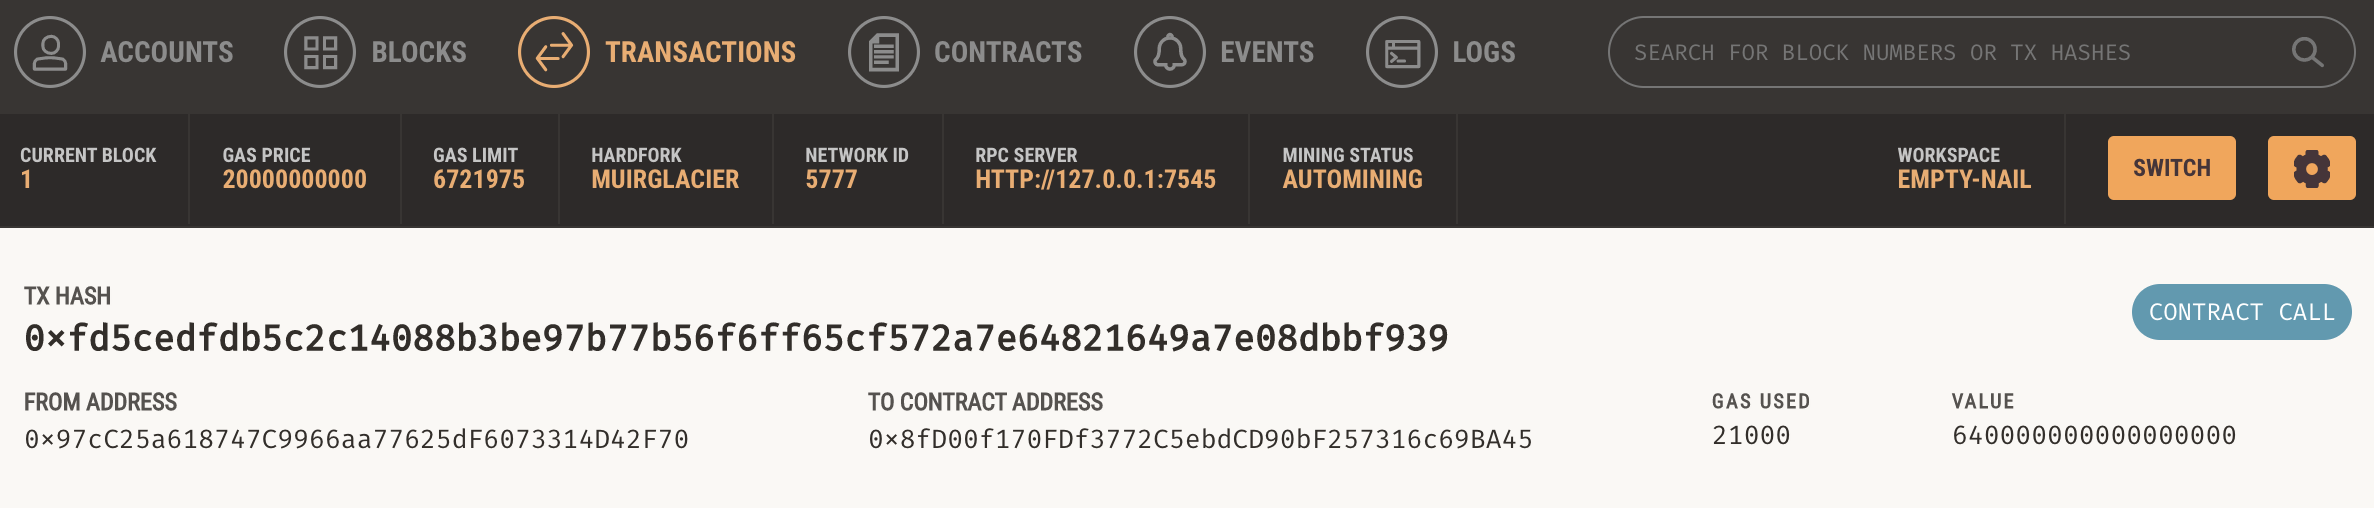 ACCOUNTS BLOCKS TRANSACTIONS CONTRACTS EVENTS LOGS SEARCH FOR BLOCK NUMBERS OR TX HASHES
CURRENT BLOCK GAS PRICE GAS LIMIT HARDFORK NETWORK ID RPC SERVER MINING STATUS WORKSPACE
1 20000000000 6721975 MUIRGLACIER 5777 HTTP://127.0.0.1:7545 AUTOMINING EMPTY-NAIL SWITCH
TX HASH
0×fd5cedfdb5c2c14088b3be97b77b56f6ff65cf572a7e64821649a7e08dbbf939 CONTRACT CALL
FROM ADDRESS TO CONTRACT ADDRESS GAS USED VALUE
0×97cC25a618747C9966aa77625dF6073314D42F70 0×8fD00f170FDf3772C5ebdCD90bF257316c69BA45 21000 640000000000000000